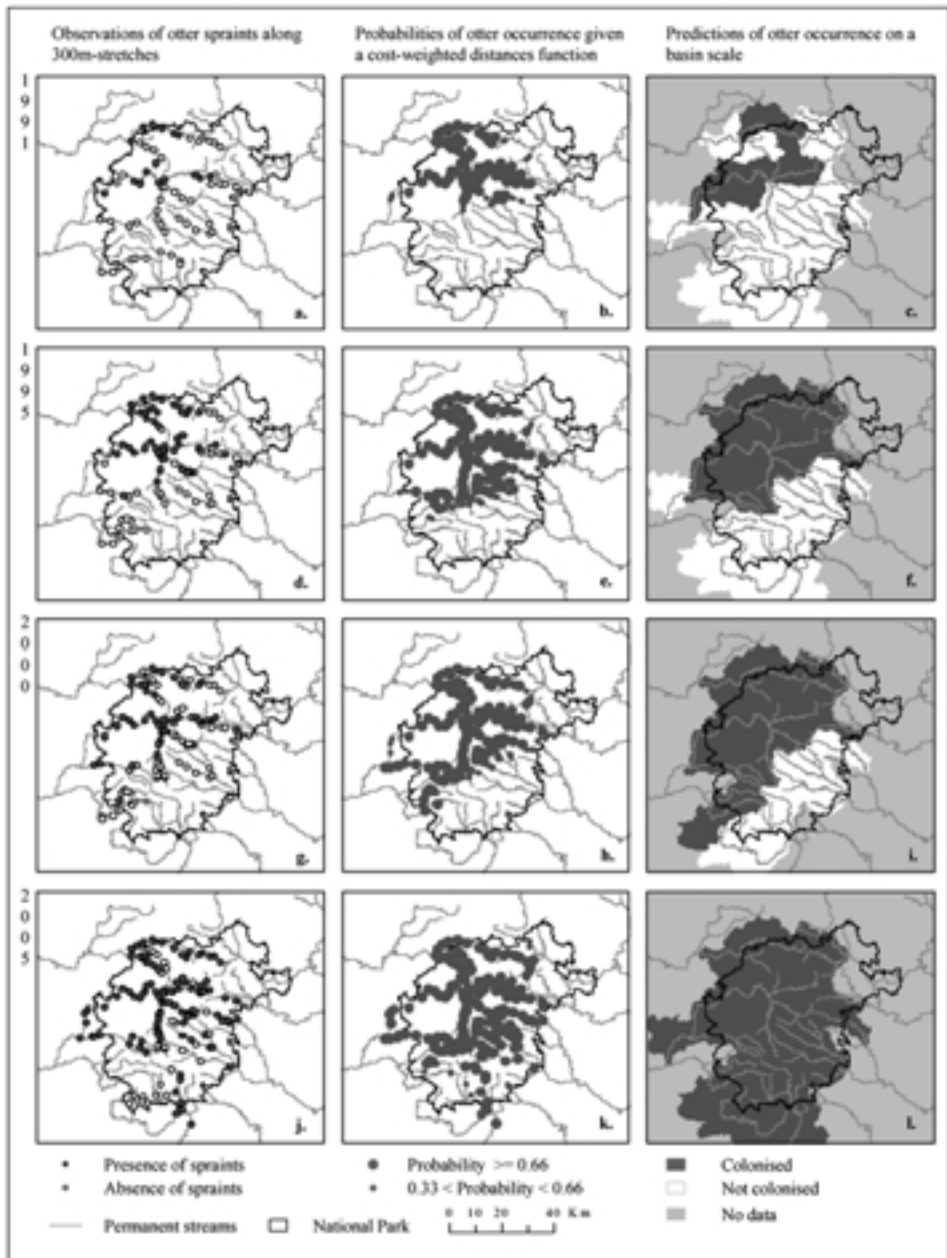 Observations of otter spraints along
300m-stretches
Probabilities of otter occurrence given
a cost-weighted distances function
Predictions of otter occurrence on a
basin scale
1
9
9
1
a.
b.
c.
1
9
9
5
d.
e.
f.
2
0
0
0
g.
h.
i.
2
0
0
5
j.
k.
l.
Presence of spraints
Absence of spraints
Permanent streams
National Park
Probability >= 0.66
0.33 < Probability < 0.66
0 10 20 40 Km
Colonised
Not colonised
No data